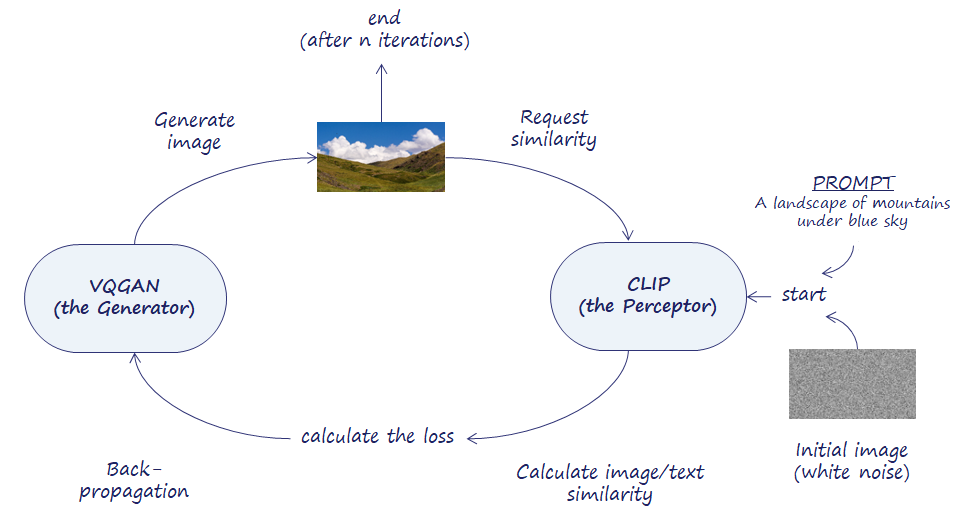 end
(after n iterations)
Generate
image
Request
similarity
PROMPT
A landscape of mountains
under blue sky
VQGAN
(the Generator)
CLIP
(the Perceptor)
start
calculate the loss
Initial image
(white noise)
Back-
propagation
Calculate image/text
similarity